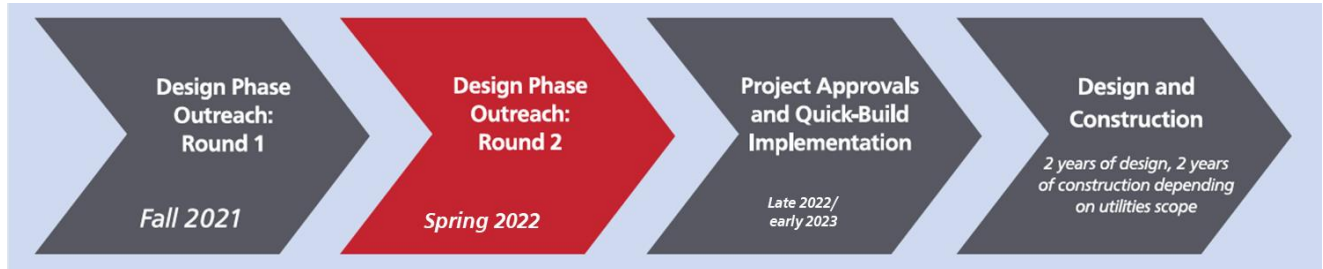 Design Phase
Outreach:
Round 1
Fall 2021
Design Phase
Outreach:
Round 2
Spring 2022
Project Approvals
and Quick-Build
Implementation
Late 2022/
early 2023
Design and
Construction
2 years of design, 2 years
of construction depending
on utilities scope